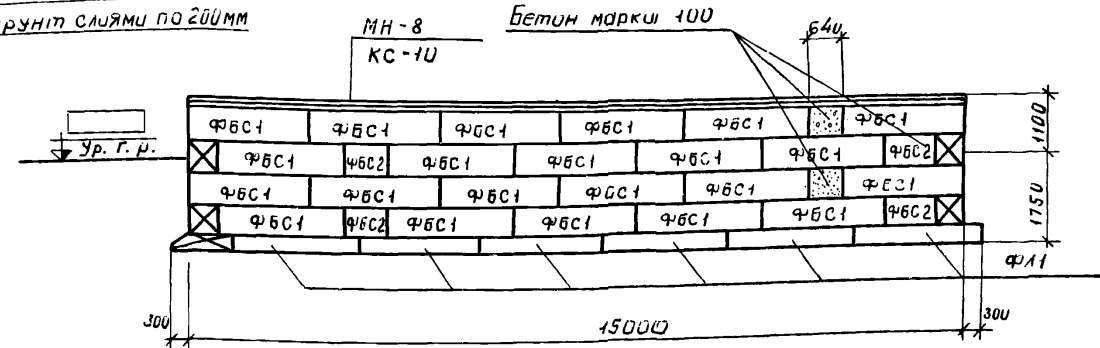 рунт слиями по 200мм
МН-8
КС-10
Бетон марки 100
640
ФБС1 ФБС1 ФБС1 ФБС1 ФБС1 ФБС1
1100
Ур. г. р.
ФБС1 ФБС2 ФБС1 ФБС1 ФБС1 ФБС1 ФБС2
ФБС1 ФБС1 ФБС1 ФБС1 ФБС1 ФБС1
1750
ФБС1 ФБС2 ФБС1 ФБС1 ФБС1 ФБС1 ФБС2
ФЛ1
300
15000
300